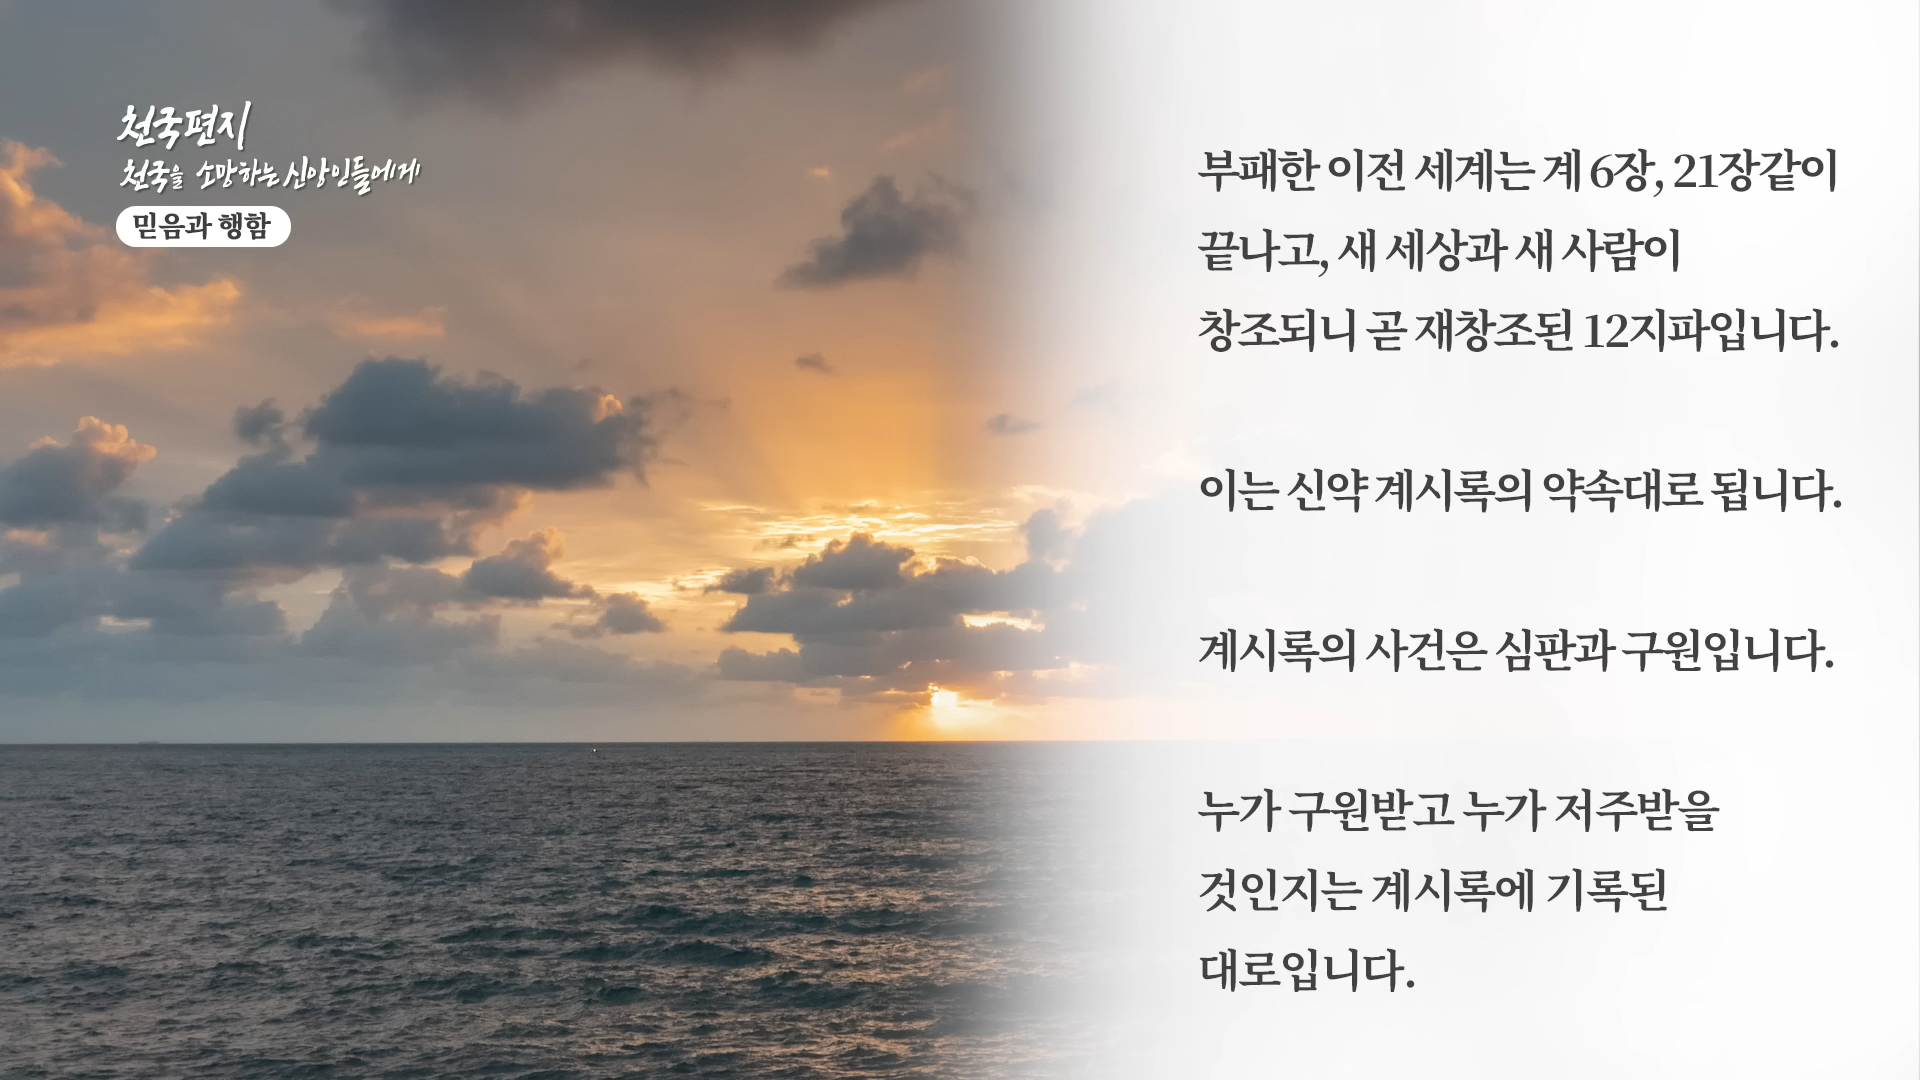 천국편지
천국을 소망하는 신앙인들에게
믿음과 행함
부패한 이전 세계는 계 6장, 21장같이
끝나고, 새 세상과 새 사람이
창조되니 곧 재창조된 12지파입니다.
이는 신약 계시록의 약속대로 됩니다.
계시록의 사건은 심판과 구원입니다.
누가 구원받고 누가 저주받을
것인지는 계시록에 기록된
대로입니다.